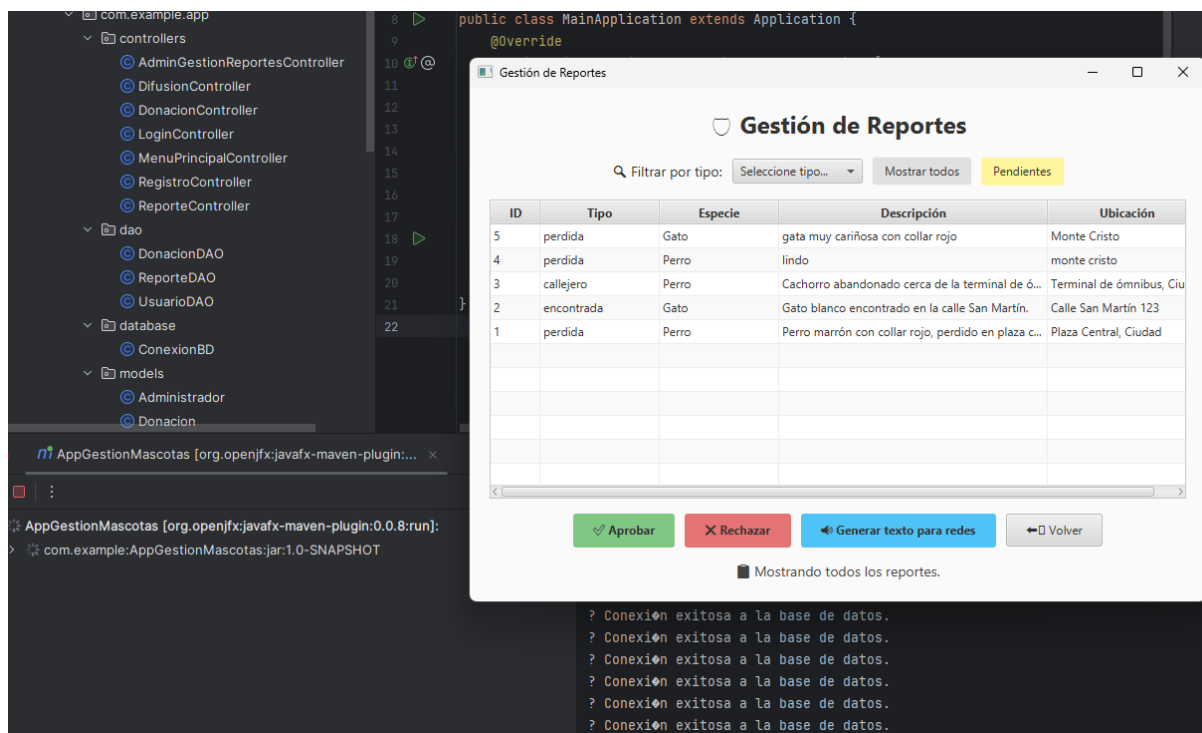 com.example.app
controllers
AdminGestionReportesController
DifusionController
DonacionController
LoginController
MenuPrincipalController
RegistroController
ReporteController
dao
DonacionDAO
ReporteDAO
UsuarioDAO
database
ConexionBD
models
Administrador
Donacion
8 public class MainApplication extends Application {
9 @Override
10
11
12
13
14
15
16
17
18
19
20
21 }
22
Gestión de Reportes
Gestión de Reportes
Filtrar por tipo: Seleccione tipo... Mostrar todos Pendientes
ID Tipo Especie Descripción Ubicación
5 perdida Gato gata muy cariñosa con collar rojo Monte Cristo
4 perdida Perro lindo monte cristo
3 callejero Perro Cachorro abandonado cerca de la terminal de ó... Terminal de ómnibus, Ciu
2 encontrada Gato Gato blanco encontrado en la calle San Martín. Calle San Martín 123
1 perdida Perro Perro marrón con collar rojo, perdido en plaza c... Plaza Central, Ciudad
Aprobar Rechazar Generar texto para redes Volver
Mostrando todos los reportes.
AppGestionMascotas [org.openjfx:javafx-maven-plugin:...
AppGestionMascotas [org.openjfx:javafx-maven-plugin:0.0.8:run]:
com.example:AppGestionMascotas:jar:1.0-SNAPSHOT
? Conexi�n exitosa a la base de datos.
? Conexi�n exitosa a la base de datos.
? Conexi�n exitosa a la base de datos.
? Conexi�n exitosa a la base de datos.
? Conexi�n exitosa a la base de datos.
? Conexi�n exitosa a la base de datos.